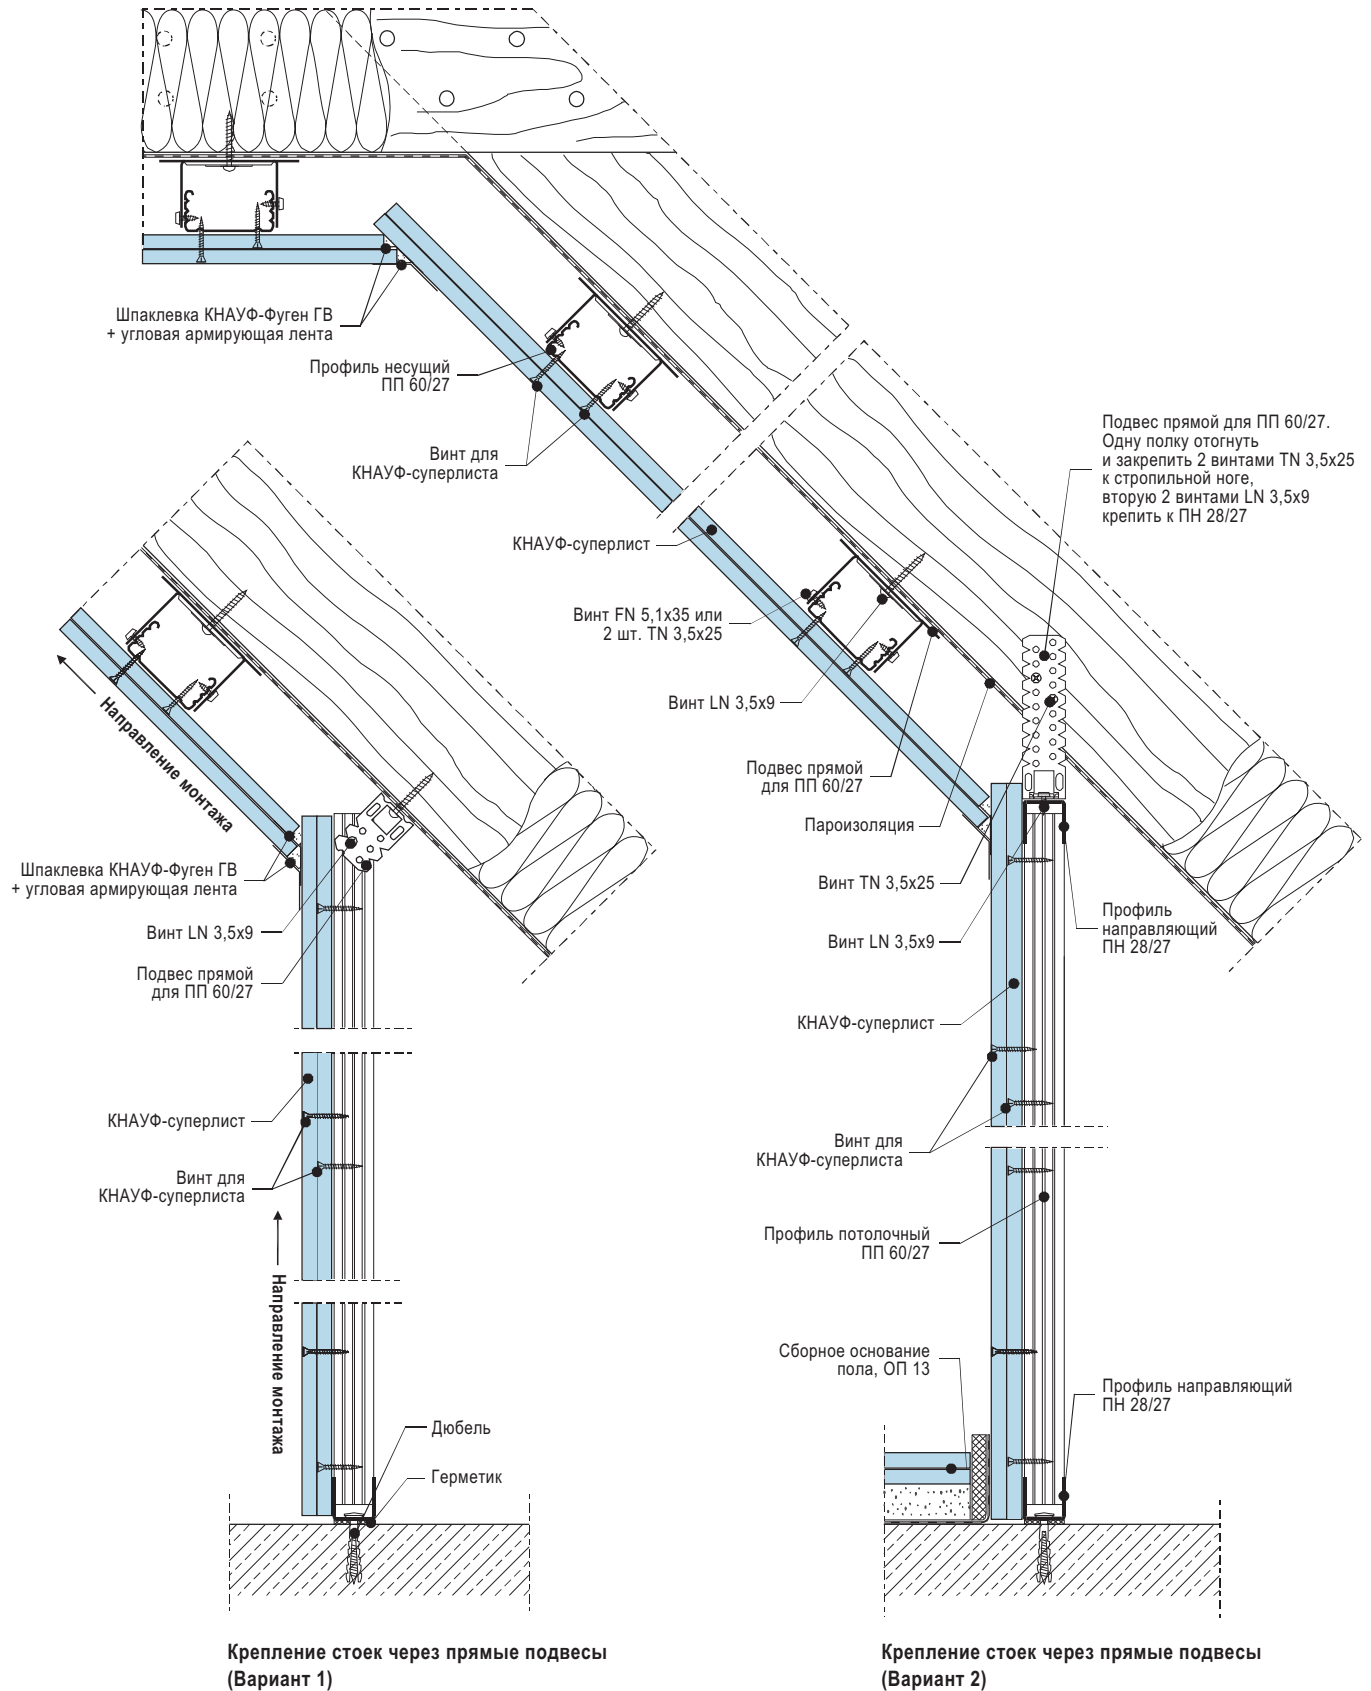 Шпаклевка КНАУФ-Фуген ГВ
+ угловая армирующая лента
Профиль несущий
ПП 60/27
Винт для
КНАУФ-суперлиста
КНАУФ-суперлист
Подвес прямой для ПП 60/27.
Одну полку отогнуть
и закрепить 2 винтами TN 3,5x25
к стропильной ноге,
вторую 2 винтами LN 3,5x9
крепить к ПН 28/27
Винт FN 5,1x35 или
2 шт. TN 3,5x25
Винт LN 3,5x9
Подвес прямой
для ПП 60/27
Пароизоляция
Винт TN 3,5x25
Винт LN 3,5x9
Профиль
направляющий
ПН 28/27
Направление монтажа
Шпаклевка КНАУФ-Фуген ГВ
+ угловая армирующая лента
Винт LN 3,5x9
Подвес прямой
для ПП 60/27
КНАУФ-суперлист
КНАУФ-суперлист
Винт для
КНАУФ-суперлиста
Винт для
КНАУФ-суперлиста
Профиль потолочный
ПП 60/27
Направление монтажа
Сборное основание
пола, ОП 13
Профиль направляющий
ПН 28/27
Дюбель
Герметик
Крепление стоек через прямые подвесы
(Вариант 1)
Крепление стоек через прямые подвесы
(Вариант 2)